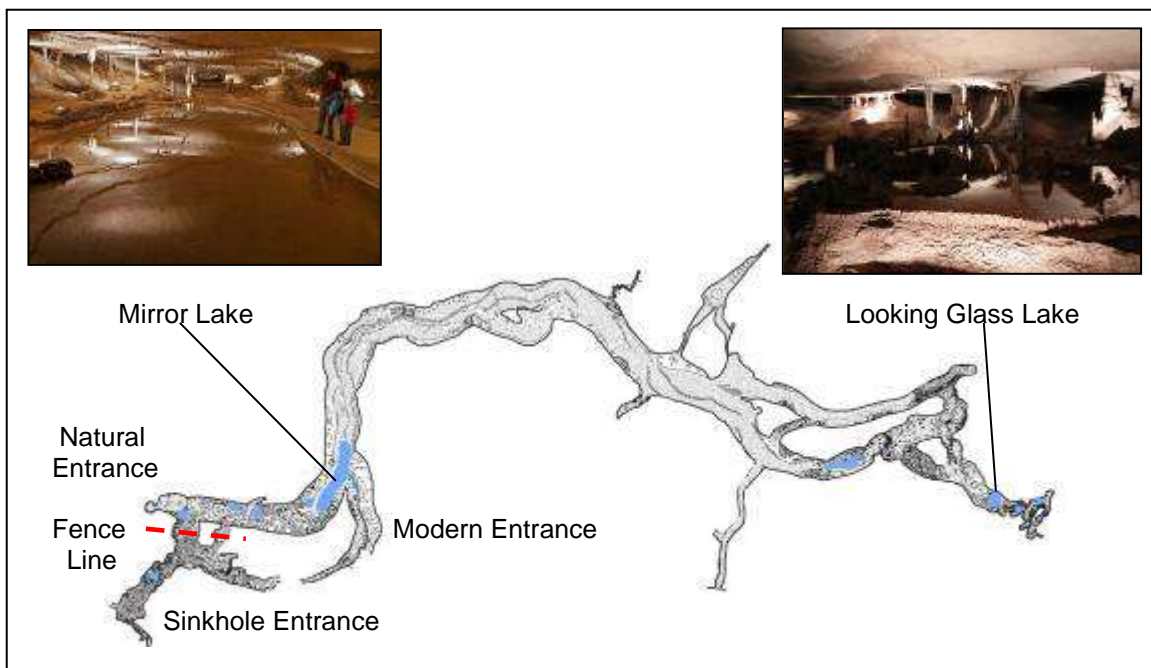 Mirror Lake
Looking Glass Lake
Natural
Entrance
Fence
Line
Modern Entrance
Sinkhole Entrance